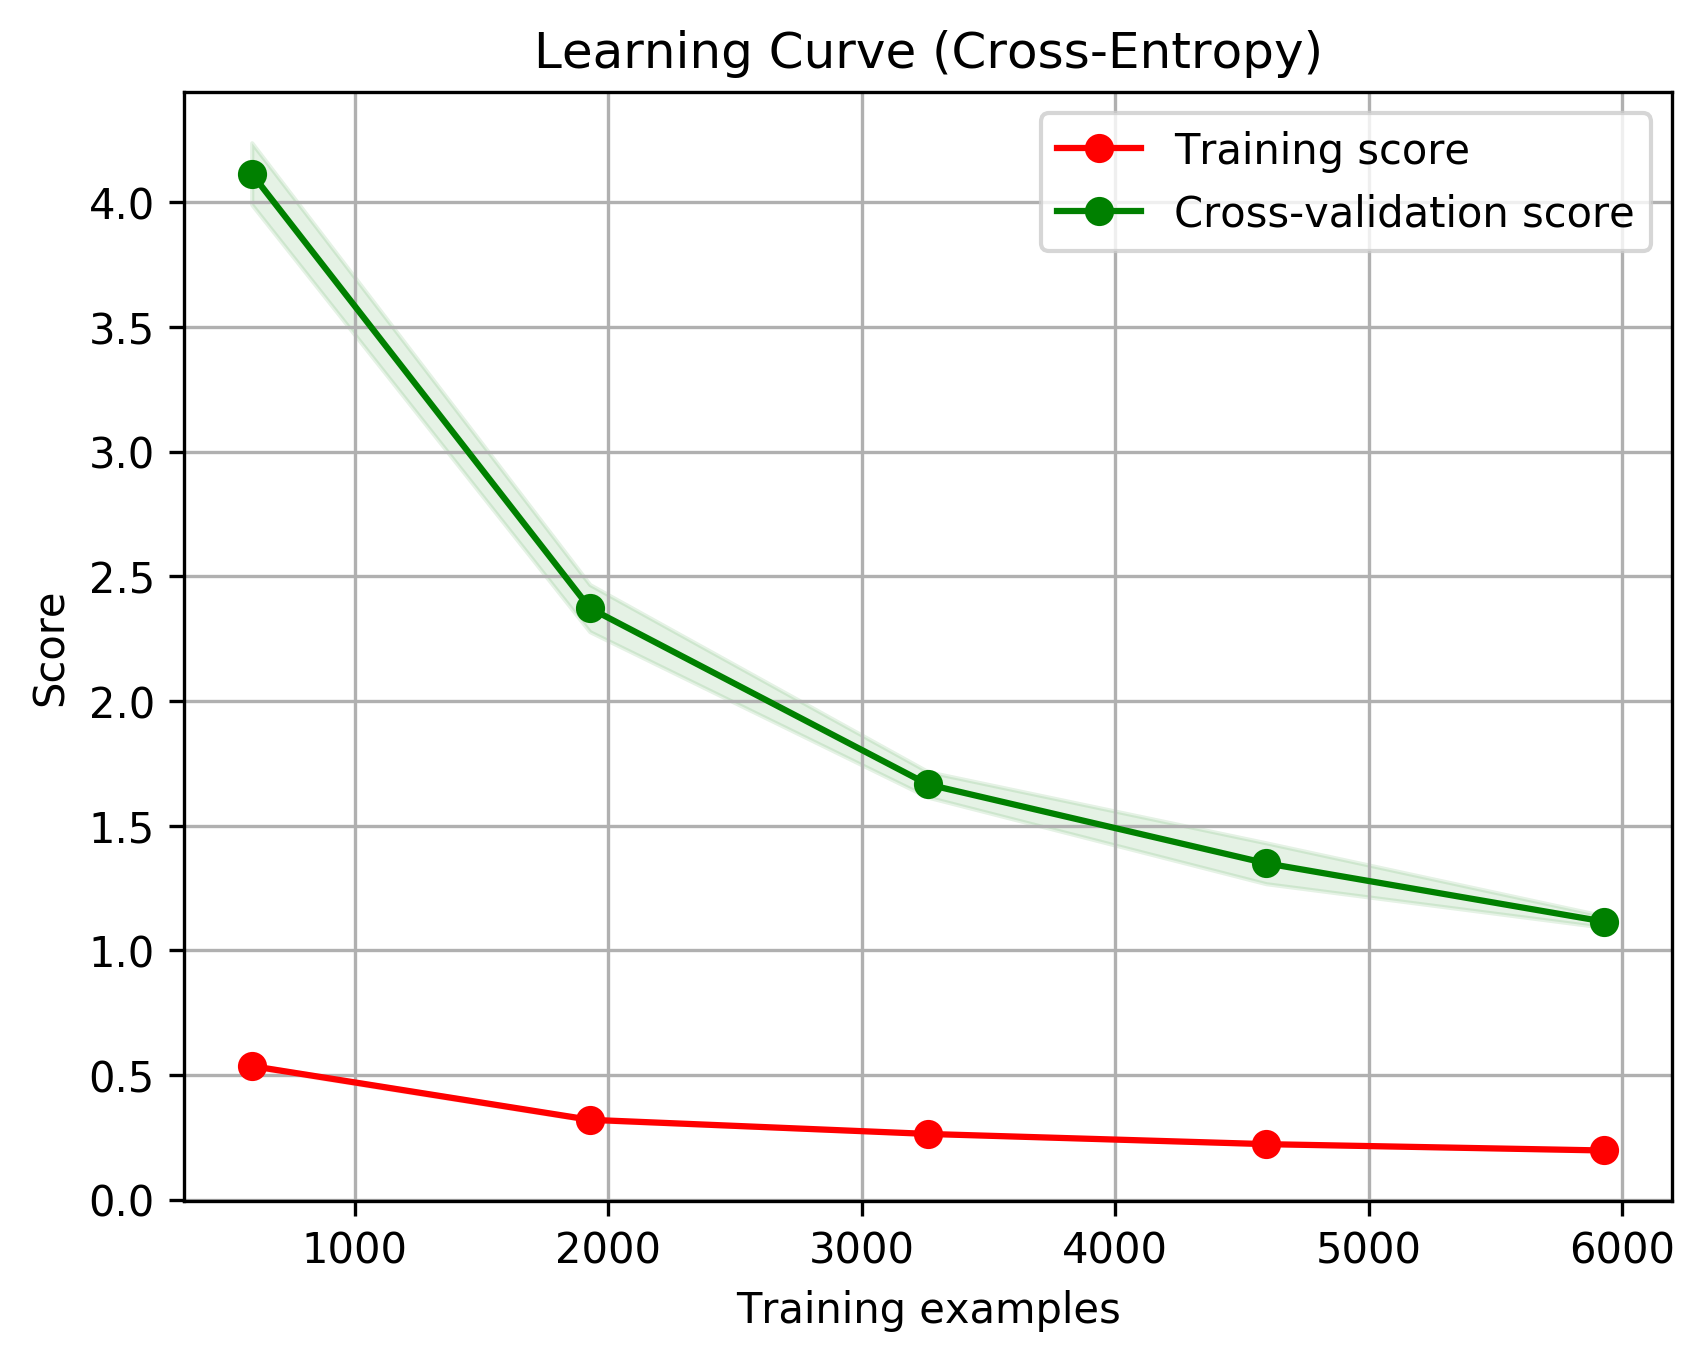 Learning Curve (Cross-Entropy)
Training score
Cross-validation score
4.0
3.5
3.0
2.5
2.0
1.5
1.0
0.5
0.0
Score
1000 2000 3000 4000 5000 6000
Training examples